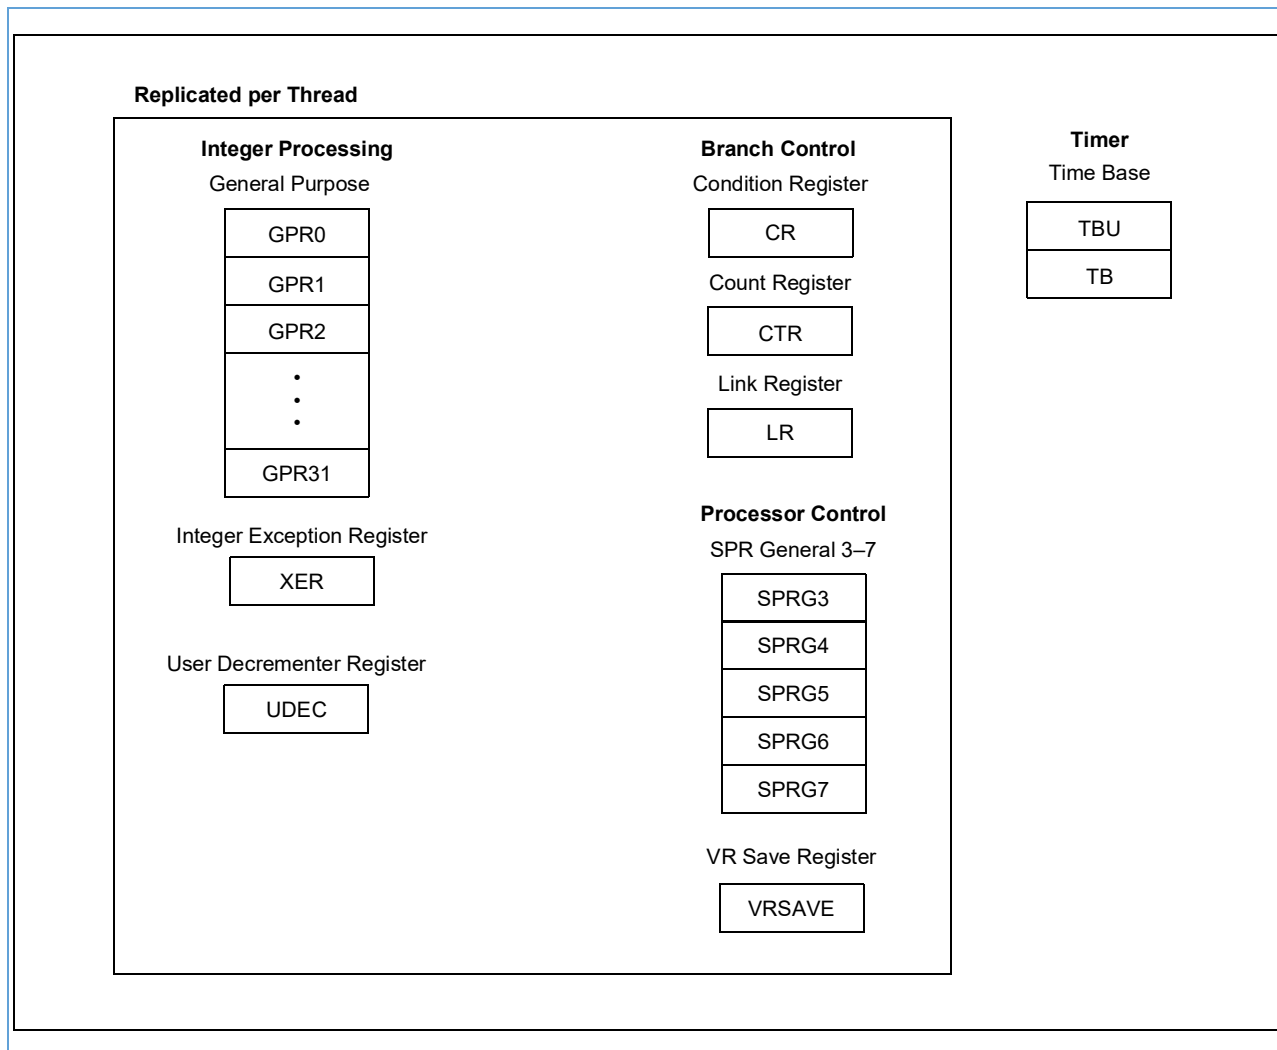 Replicated per Thread
Integer Processing
General Purpose
GPR0
GPR1
GPR2
•
•
•
GPR31
Integer Exception Register
XER
User Decrementer Register
UDEC
Branch Control
Condition Register
CR
Count Register
CTR
Link Register
LR
Processor Control
SPR General 3–7
SPRG3
SPRG4
SPRG5
SPRG6
SPRG7
VR Save Register
VRSAVE
Timer
Time Base
TBU
TB